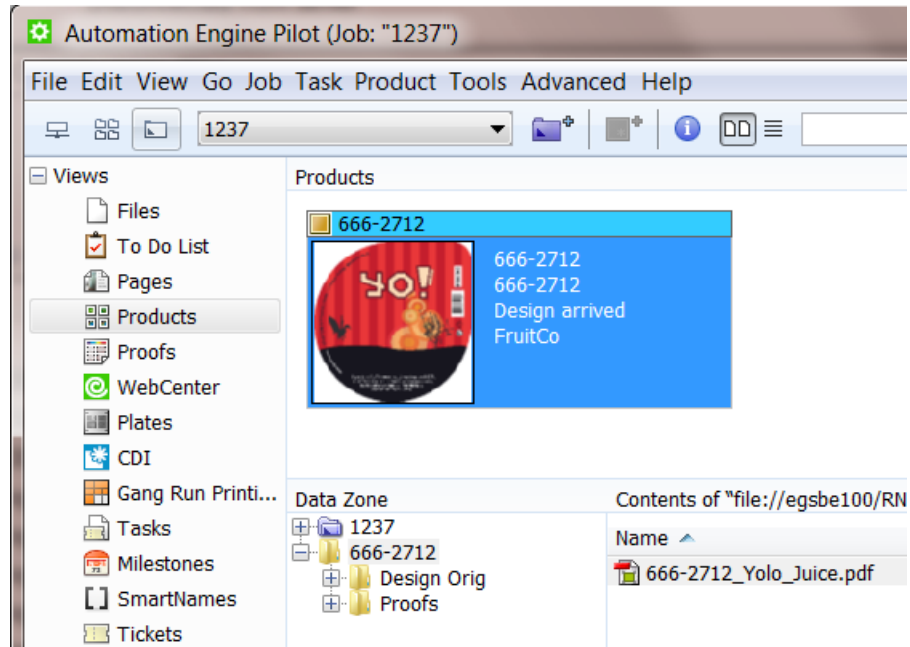 Automation Engine Pilot (Job: "1237")
File Edit View Go Job Task Product Tools Advanced Help
1237
Views
Files
To Do List
Pages
Products
Proofs
WebCenter
Plates
CDI
Gang Run Printi...
Tasks
Milestones
SmartNames
Tickets
Products
666-2712
YO!
666-2712
666-2712
Design arrived
FruitCo
Data Zone
1237
666-2712
Design Orig
Proofs
Contents of "file://egsbe100/RN
Name
666-2712_Yolo_Juice.pdf